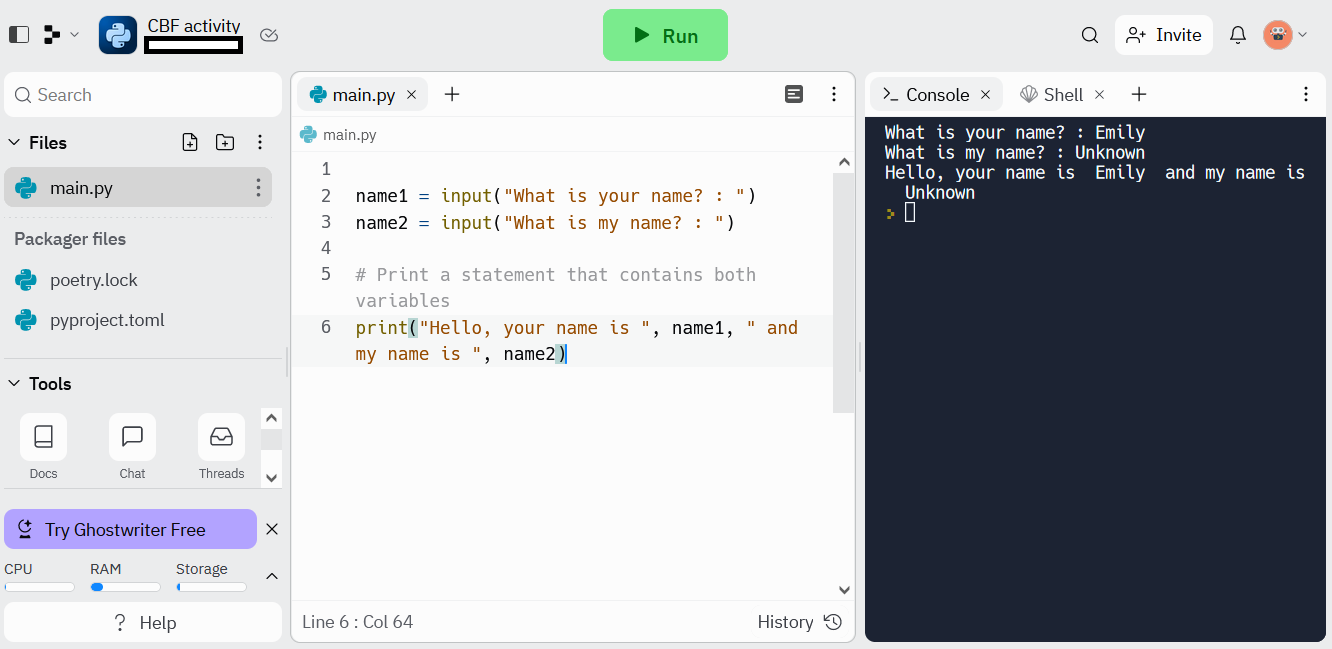 CBF activity
Run
Invite
Search
Files
main.py
Packager files
poetry.lock
pyproject.toml
Tools
Docs
Chat
Threads
Try Ghostwriter Free
CPU
RAM
Storage
? Help
main.py
main.py
1
2 name1 = input("What is your name? : ")
3 name2 = input("What is my name? : ")
4
5 # Print a statement that contains both
variables
6 print("Hello, your name is ", name1, " and
my name is ", name2)
Line 6 : Col 64
History
>_ Console
Shell
What is your name? : Emily
What is my name? : Unknown
Hello, your name is  Emily  and my name is
  Unknown
>